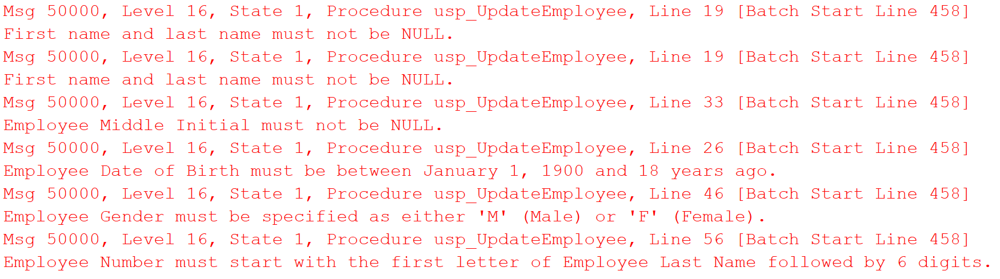 Msg 50000, Level 16, State 1, Procedure usp_UpdateEmployee, Line 19 [Batch Start Line 458]
First name and last name must not be NULL.
Msg 50000, Level 16, State 1, Procedure usp_UpdateEmployee, Line 19 [Batch Start Line 458]
First name and last name must not be NULL.
Msg 50000, Level 16, State 1, Procedure usp_UpdateEmployee, Line 33 [Batch Start Line 458]
Employee Middle Initial must not be NULL.
Msg 50000, Level 16, State 1, Procedure usp_UpdateEmployee, Line 26 [Batch Start Line 458]
Employee Date of Birth must be between January 1, 1900 and 18 years ago.
Msg 50000, Level 16, State 1, Procedure usp_UpdateEmployee, Line 46 [Batch Start Line 458]
Employee Gender must be specified as either 'M' (Male) or 'F' (Female).
Msg 50000, Level 16, State 1, Procedure usp_UpdateEmployee, Line 56 [Batch Start Line 458]
Employee Number must start with the first letter of Employee Last Name followed by 6 digits.